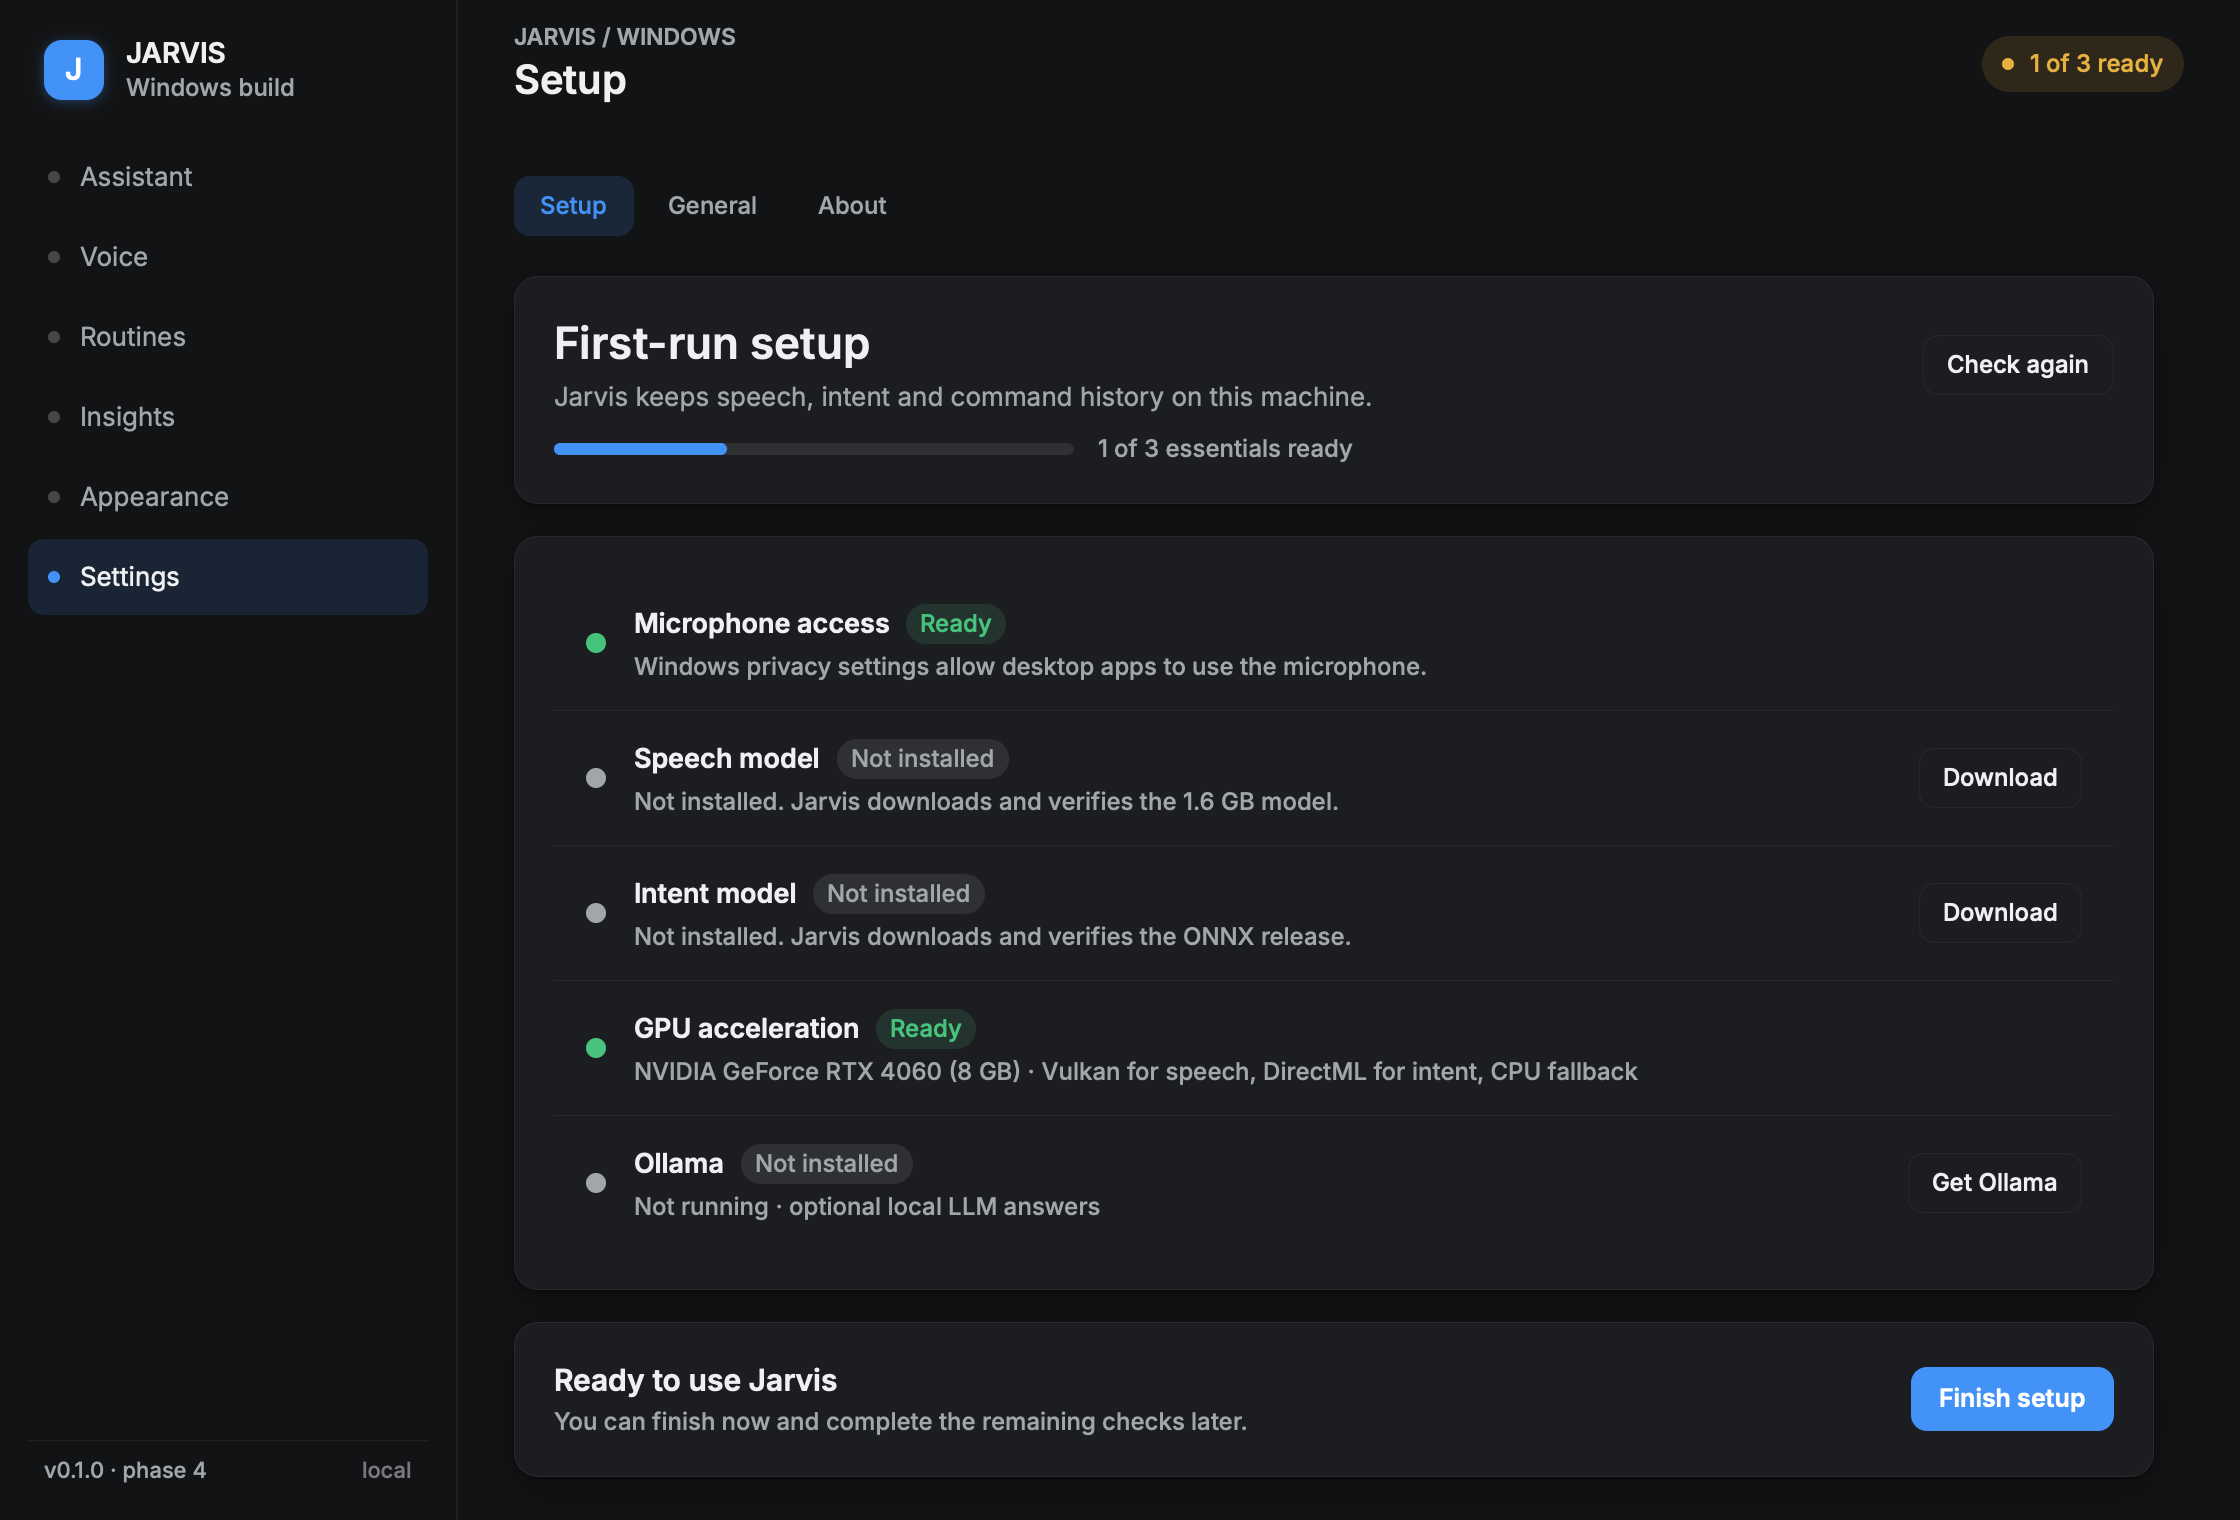 J
JARVIS
Windows build
Assistant
Voice
Routines
Insights
Appearance
Settings
v0.1.0 · phase 4
local
JARVIS / WINDOWS
Setup
1 of 3 ready
Setup
General
About
First-run setup
Jarvis keeps speech, intent and command history on this machine.
1 of 3 essentials ready
Check again
Microphone access
Ready
Windows privacy settings allow desktop apps to use the microphone.
Speech model
Not installed
Not installed. Jarvis downloads and verifies the 1.6 GB model.
Download
Intent model
Not installed
Not installed. Jarvis downloads and verifies the ONNX release.
Download
GPU acceleration
Ready
NVIDIA GeForce RTX 4060 (8 GB) · Vulkan for speech, DirectML for intent, CPU fallback
Ollama
Not installed
Not running · optional local LLM answers
Get Ollama
Ready to use Jarvis
You can finish now and complete the remaining checks later.
Finish setup